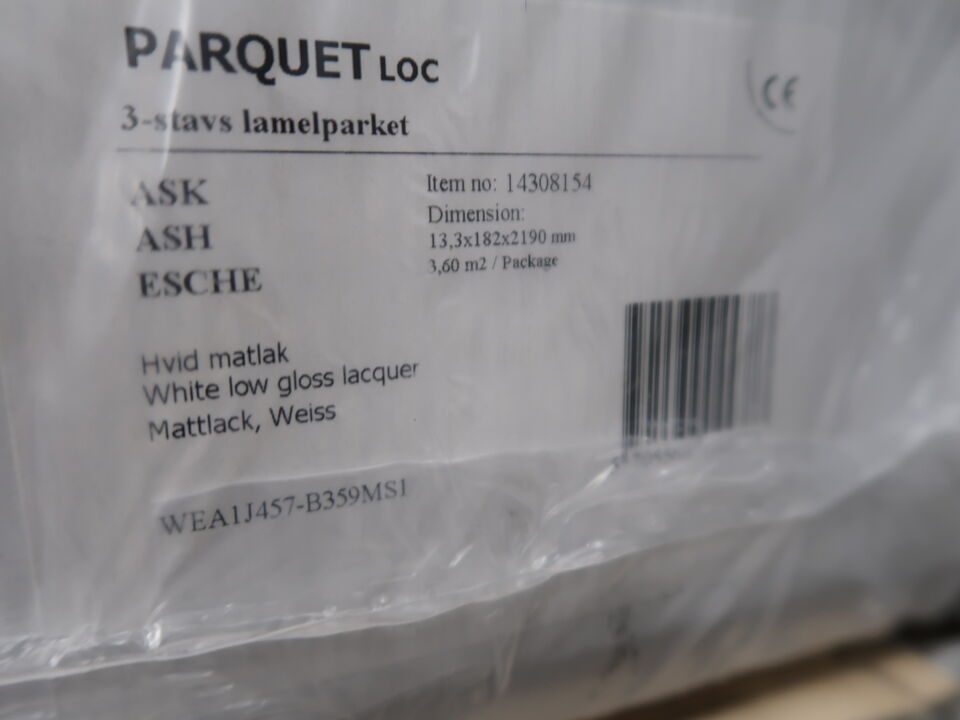 PARQUET LOC
CE
3-stavs lamelparket
ASK
ASH
ESCHE
Item no: 14308154
Dimension:
13,3x182x2190 mm
3,60 m2 / Package
Hvid matlak
White low gloss lacquer
Mattlack, Weiss
WEA1J457-B359MS1